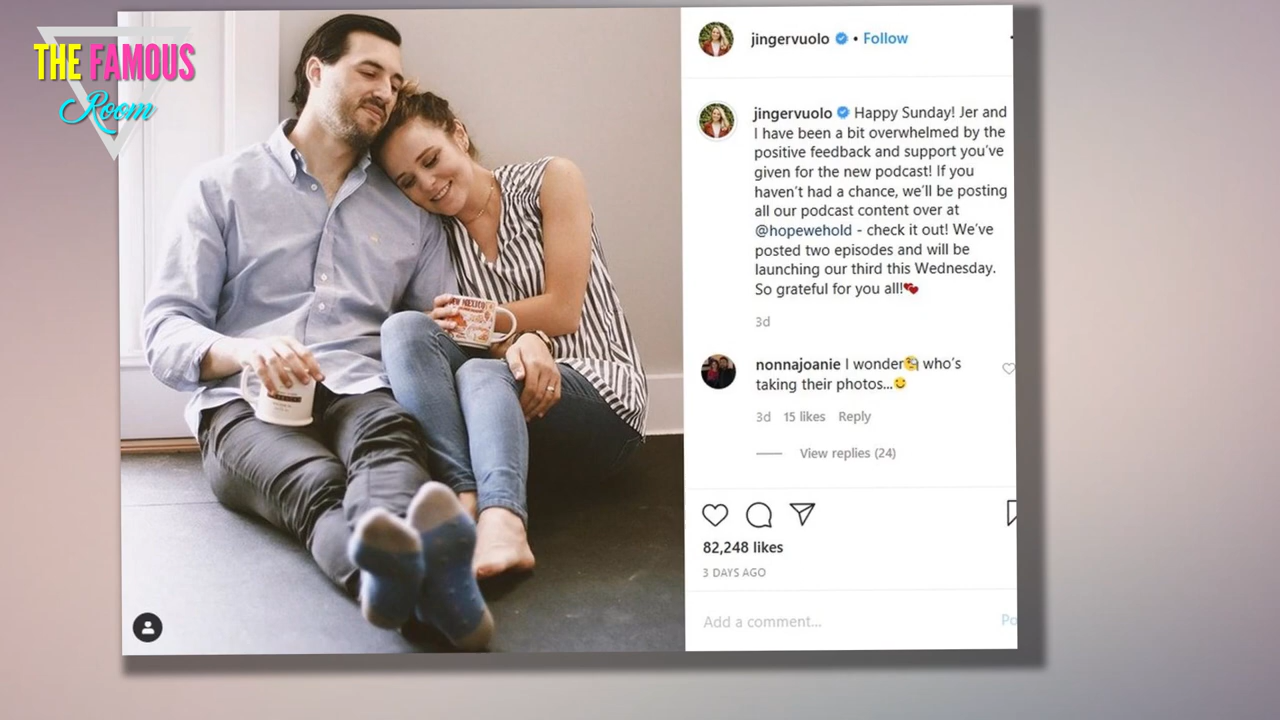 THE FAMOUS
Room
jingervuolo • Follow
jingervuolo Happy Sunday! Jer and
I have been a bit overwhelmed by the
positive feedback and support you've
given for the new podcast! If you
haven't had a chance, we'll be posting
all our podcast content over at
@hopewehold - check it out! We've
posted two episodes and will be
launching our third this Wednesday.
So grateful for you all!
3d
nonnajoanie I wonder who's
taking their photos...
3d 15 likes Reply
View replies (24)
82,248 likes
3 DAYS AGO
Add a comment...
Po
NEW MEXICO